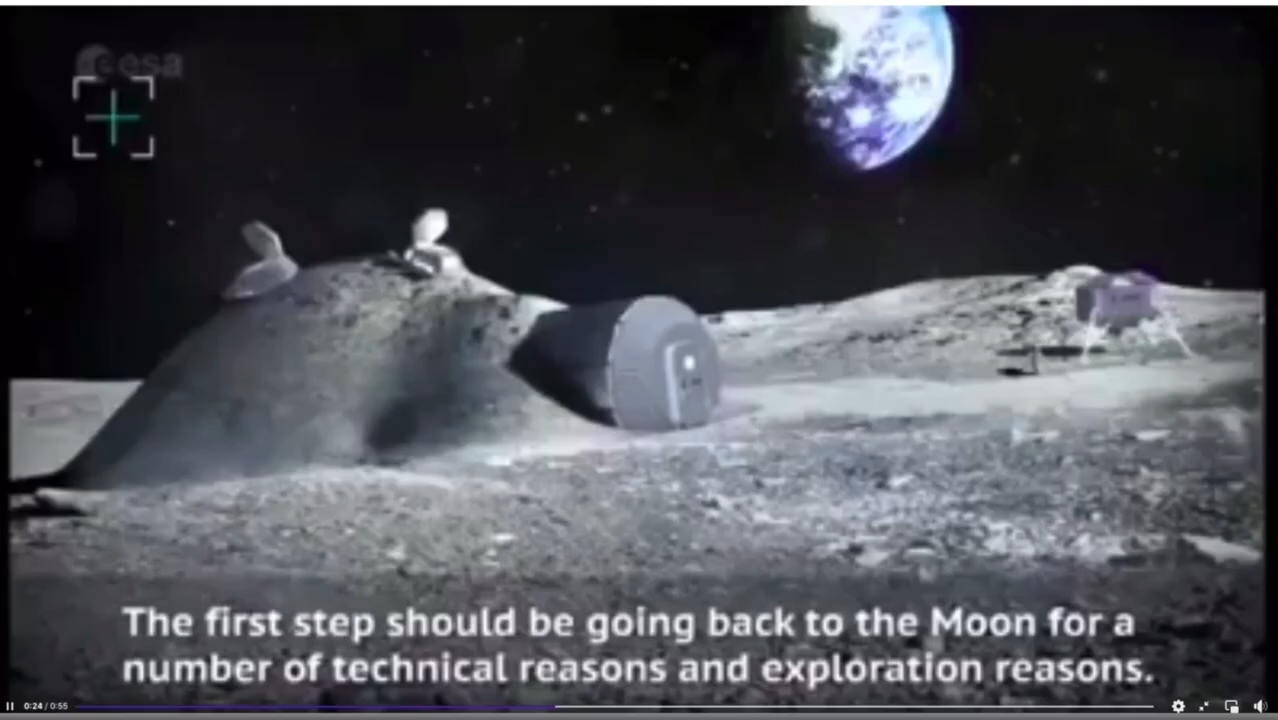 esa
The first step should be going back to the Moon for a
number of technical reasons and exploration reasons.
0:24 / 0:55